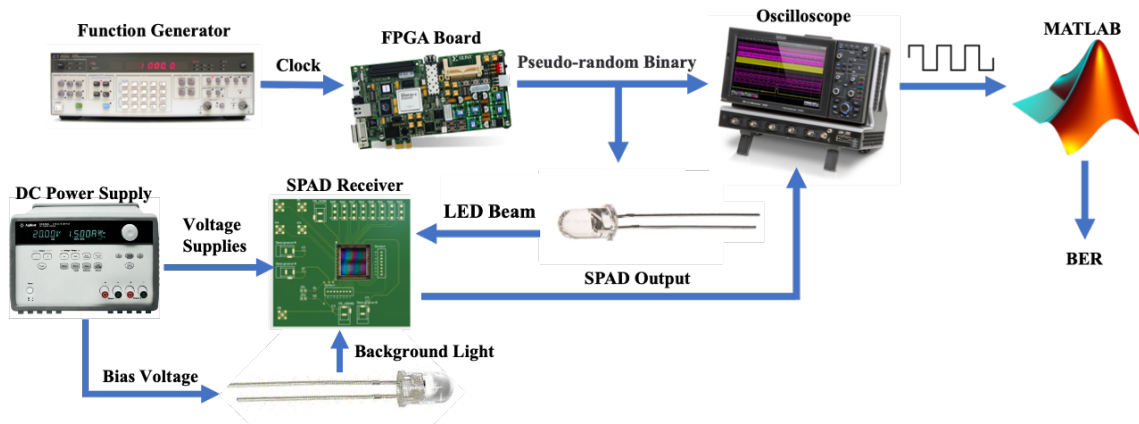 Function Generator
FPGA Board
Oscilloscope
MATLAB
Clock
Pseudo-random Binary
DC Power Supply
SPAD Receiver
Voltage
Supplies
LED Beam
SPAD Output
BER
Background Light
Bias Voltage